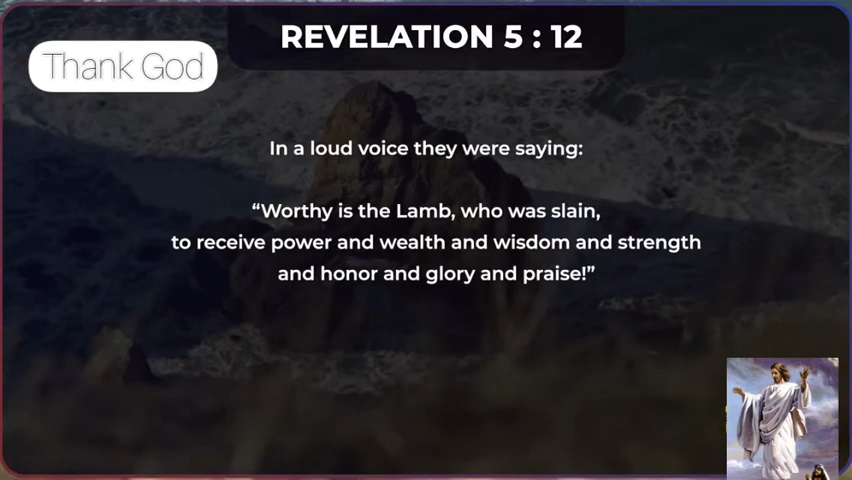 REVELATION 5 : 12
Thank God
In a loud voice they were saying:
“Worthy is the Lamb, who was slain,
to receive power and wealth and wisdom and strength
and honor and glory and praise!”